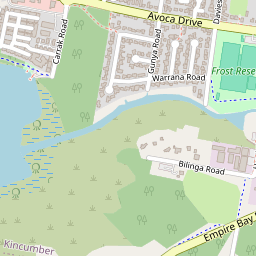 Avoca Drive
Davies
Carrak Road
Gunya Road
Warrana Road
Frost Rese
Bilinga Road
Empire Bay
Kincumber